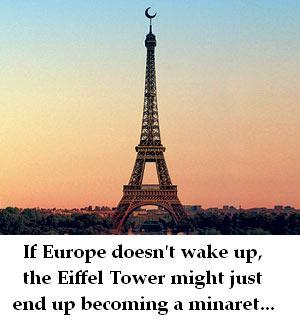 If Europe doesn't wake up,
the Eiffel Tower might just
end up becoming a minaret...